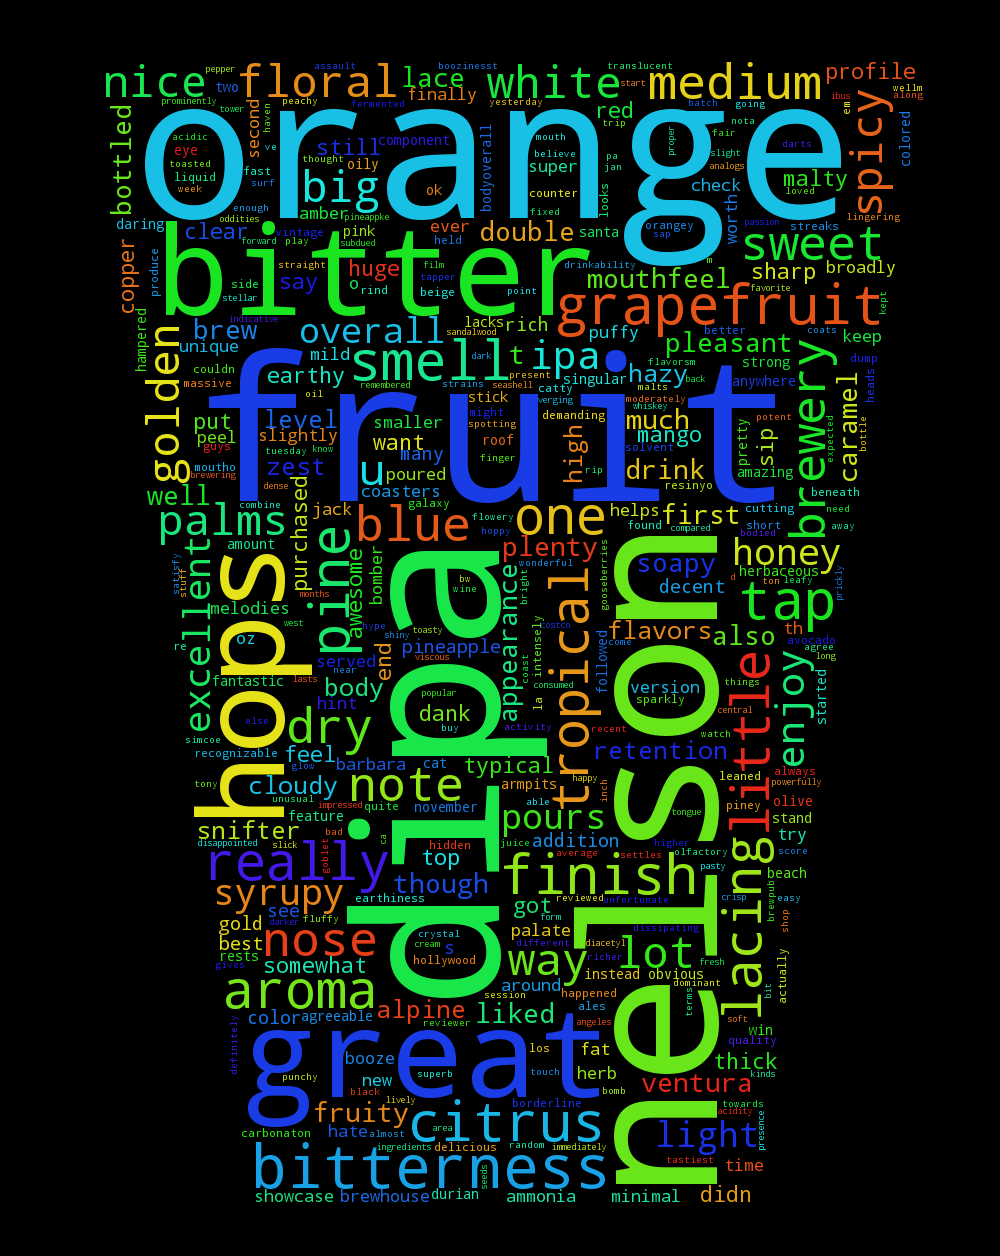 pepper assault boozinesst translucent
nice two floral lace white start medium profile
prominently tower peachy fermented finally yesterday batch going ibus wellm along
bottled second haven orange red trip em colored
acidic eye toasted liquid week ve still component oily thought mouth believe pa jan proper nota fair slight analogs darts loved spicy
fast surf big ok bodyoverall super counter fixed looks check malty
daring oddities enough amber pineappke santa orangey sap worth passion streaks lingering
clear vintage pink ever held double m sweet
copper produce bitter forward play subdued say straight huge film tapper drinkability mouthfeel sharp broadly
side stellar o rind beige point grapefruit favorite kept
hampered indicative brew overall lacks rich sandalwood puffy better coats keep
golden unique couldn massive mild dark smell t ipa hazy pleasant strong anywhere dump heads
earthy remembered strains present seashell catty verging singular flavorsm malts back whiskey moderately potent
fruit oil stick demanding much brewery caramel
put peel guys level slightly smaller might spotting roof high mango sip pretty bottle expected
moutho brewering zest tuesday know want many finger rip solvent drink amazing
well dense u poured coasters galaxy resinyo beneath
palms combine jack blue flowery hoppy one helps first cutting short need away
amount purchased pine found compared bodied honey
satisfy stuff excellent bomber plenty wonderful soapy herbaceous
hops months awesome dipa bw wine bright gooseberries decent d ton leafy prickly
melodies west hype toasty shiny appearance tropical nelson tap
re oz served near end viscous pineapple costco intensely flavors come also th avocado agree long
fantastic lasts body coast la consumed followed version sparkly things started
hint dank popular buy activity recent central little enjoy
simcoe else dry recognizable feel glow barbara cat typical retention watch leaned always powerfully
tony unusual cloudy note armpits happy inch piney olive
snifter feature impressed quite november able pours tongue stand
disappointed slick bad goblet ca hidden juice addition average settles higher olfactory lacing try score
really top though finish pasty beach
syrupy earthiness got reviewed unfortunate crisp brewpub easy shop
see fluffy form palate
gold darker nose crystal s cream different diacetyl dissipating
best rests gives somewhat hollywood way richer lot fresh actually
aroma session around instead obvious dominant bit
color agreeable alpine reviewer liked happened ales angeles terms soft win
definitely great booze los fat thick quality
punchy new superb touch herb ventura kinds
black lively bomb
fruity borderline towards acidity presence
carbonaton hate almost area citrus light
ingredients delicious random immediately
bitterness seeds tastiest time
showcase brewhouse durian ammonia minimal didn